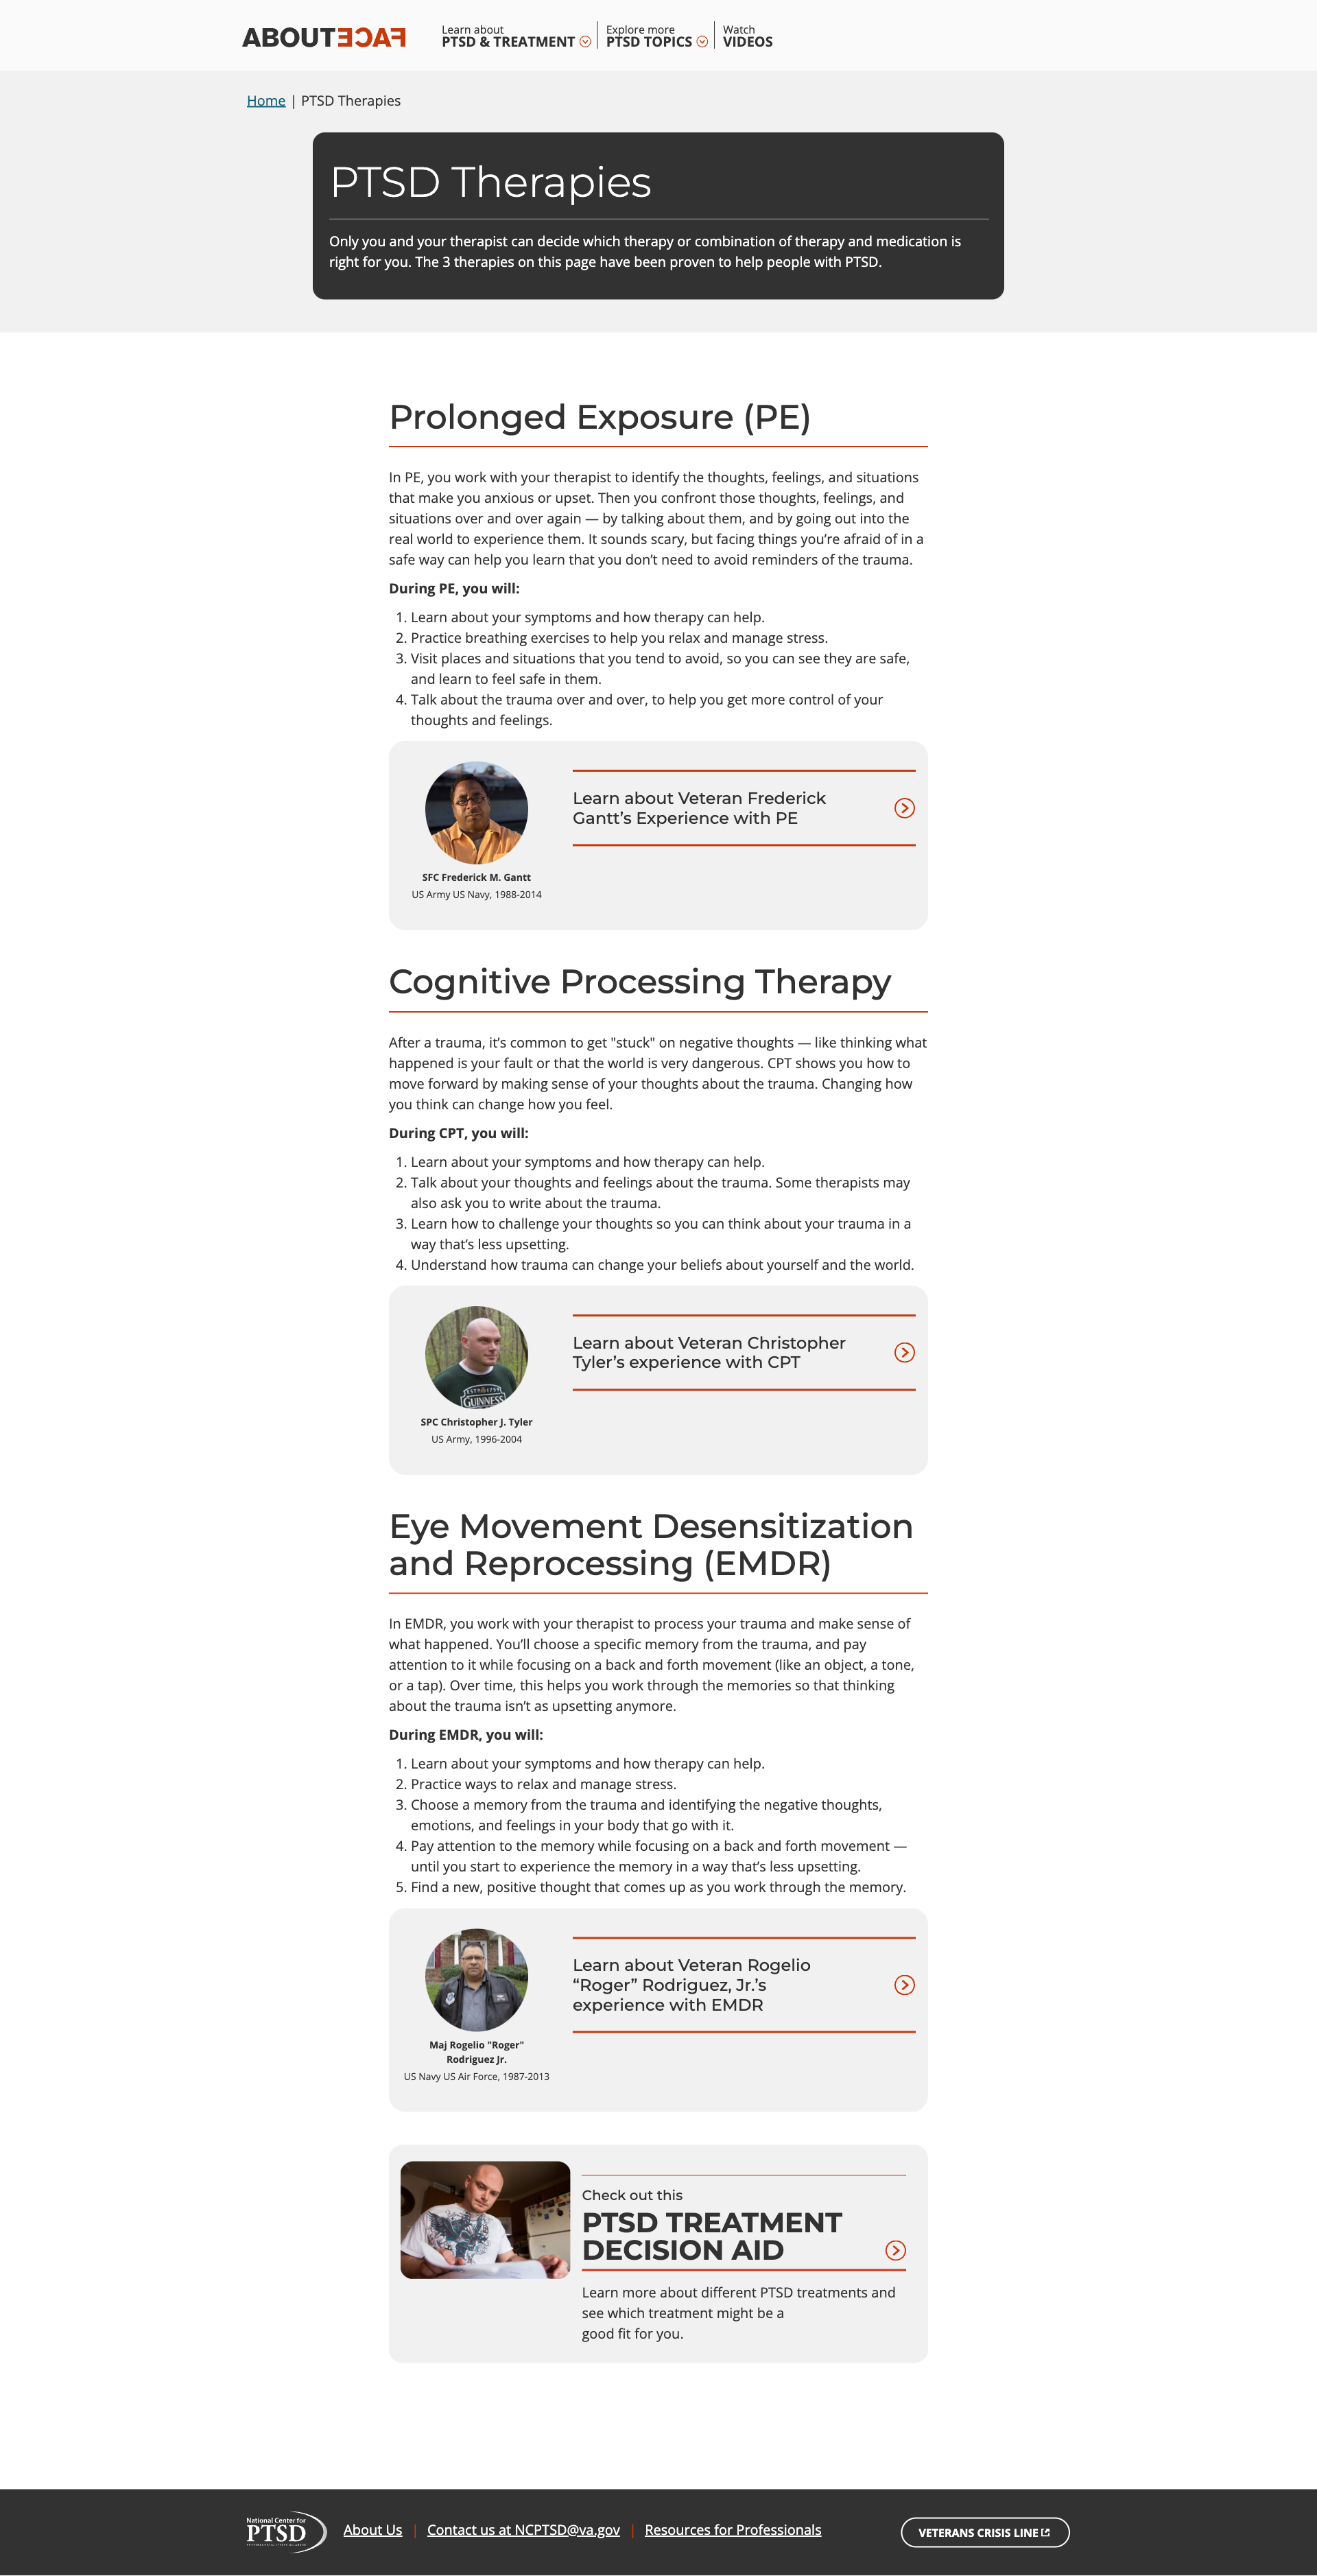 ABOUTFACE
Learn about
PTSD & TREATMENT
Explore more
PTSD TOPICS
Watch
VIDEOS
Home | PTSD Therapies
PTSD Therapies
Only you and your therapist can decide which therapy or combination of therapy and medication is
right for you. The 3 therapies on this page have been proven to help people with PTSD.
Prolonged Exposure (PE)
In PE, you work with your therapist to identify the thoughts, feelings, and situations
that make you anxious or upset. Then you confront those thoughts, feelings, and
situations over and over again — by talking about them, and by going out into the
real world to experience them. It sounds scary, but facing things you’re afraid of in a
safe way can help you learn that you don’t need to avoid reminders of the trauma.
During PE, you will:
1. Learn about your symptoms and how therapy can help.
2. Practice breathing exercises to help you relax and manage stress.
3. Visit places and situations that you tend to avoid, so you can see they are safe,
and learn to feel safe in them.
4. Talk about the trauma over and over, to help you get more control of your
thoughts and feelings.
Learn about Veteran Frederick
Gantt’s Experience with PE
SFC Frederick M. Gantt
US Army US Navy, 1988-2014
Cognitive Processing Therapy
After a trauma, it’s common to get "stuck" on negative thoughts — like thinking what
happened is your fault or that the world is very dangerous. CPT shows you how to
move forward by making sense of your thoughts about the trauma. Changing how
you think can change how you feel.
During CPT, you will:
1. Learn about your symptoms and how therapy can help.
2. Talk about your thoughts and feelings about the trauma. Some therapists may
also ask you to write about the trauma.
3. Learn how to challenge your thoughts so you can think about your trauma in a
way that’s less upsetting.
4. Understand how trauma can change your beliefs about yourself and the world.
Learn about Veteran Christopher
Tyler’s experience with CPT
GUINNESS
SPC Christopher J. Tyler
US Army, 1996-2004
Eye Movement Desensitization
and Reprocessing (EMDR)
In EMDR, you work with your therapist to process your trauma and make sense of
what happened. You’ll choose a specific memory from the trauma, and pay
attention to it while focusing on a back and forth movement (like an object, a tone,
or a tap). Over time, this helps you work through the memories so that thinking
about the trauma isn’t as upsetting anymore.
During EMDR, you will:
1. Learn about your symptoms and how therapy can help.
2. Practice ways to relax and manage stress.
3. Choose a memory from the trauma and identifying the negative thoughts,
emotions, and feelings in your body that go with it.
4. Pay attention to the memory while focusing on a back and forth movement —
until you start to experience the memory in a way that’s less upsetting.
5. Find a new, positive thought that comes up as you work through the memory.
Learn about Veteran Rogelio
“Roger” Rodriguez, Jr.’s
experience with EMDR
Maj Rogelio "Roger"
Rodriguez Jr.
US Navy US Air Force, 1987-2013
Check out this
PTSD TREATMENT
DECISION AID
Learn more about different PTSD treatments and
see which treatment might be a
good fit for you.
National Center for
PTSD
About Us | Contact us at NCPTSD@va.gov | Resources for Professionals
VETERANS CRISIS LINE